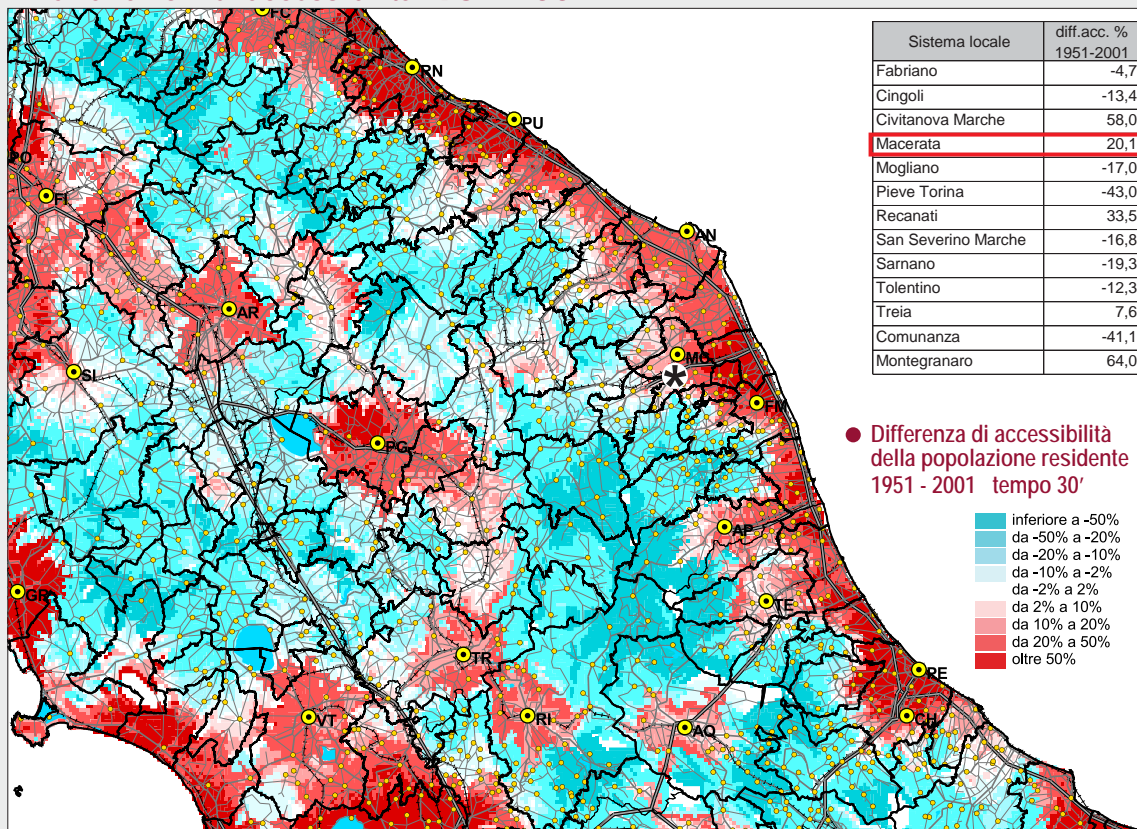 FC
RN
PU
PO
FI
AN
AR
MC
SI
FM
PG
AP
GR
TE
TR
PE
VT
RI
CH
AQ
*
Sistema locale diff.acc. %
1951-2001
Fabriano -4,7
Cingoli -13,4
Civitanova Marche 58,0
Macerata 20,1
Mogliano -17,0
Pieve Torina -43,0
Recanati 33,5
San Severino Marche -16,8
Sarnano -19,3
Tolentino -12,3
Treia 7,6
Comunanza -41,1
Montegranaro 64,0
Differenza di accessibilità
della popolazione residente
1951 - 2001 tempo 30'
inferiore a -50%
da -50% a -20%
da -20% a -10%
da -10% a -2%
da -2% a 2%
da 2% a 10%
da 10% a 20%
da 20% a 50%
oltre 50%